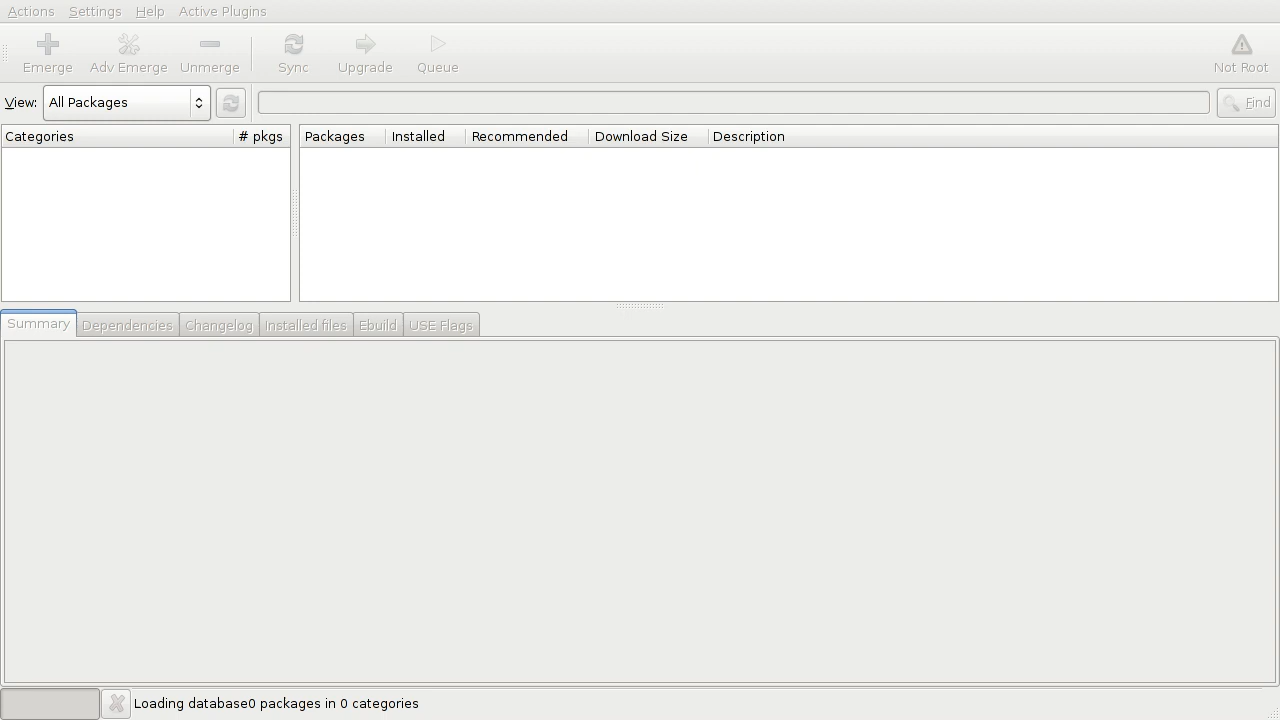 Actions Settings Help Active Plugins
Emerge Adv Emerge Unmerge Sync Upgrade Queue Not Root
View: All Packages Find
Categories # pkgs Packages Installed Recommended Download Size Description
Summary Dependencies Changelog Installed files Ebuild USE Flags
Loading database0 packages in 0 categories